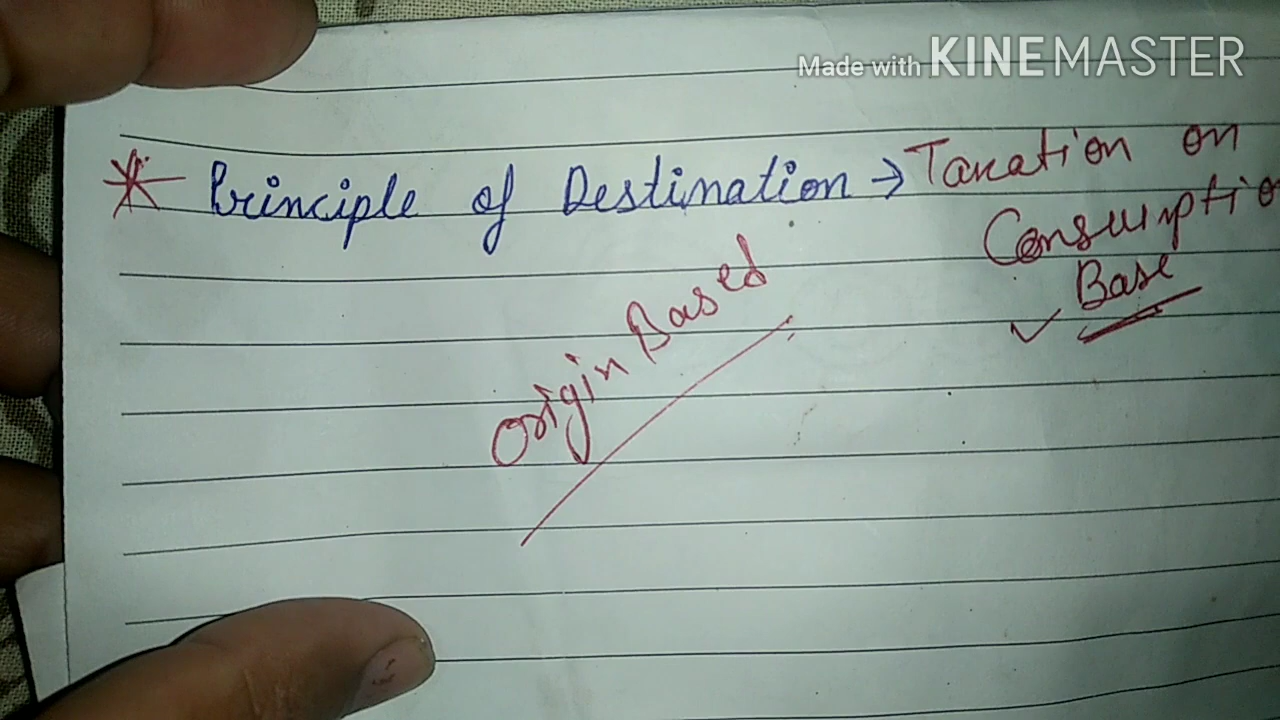 Made with KINEMASTER
* Principle of Destination → Taxation on
Consumptio
Base
Origin Based